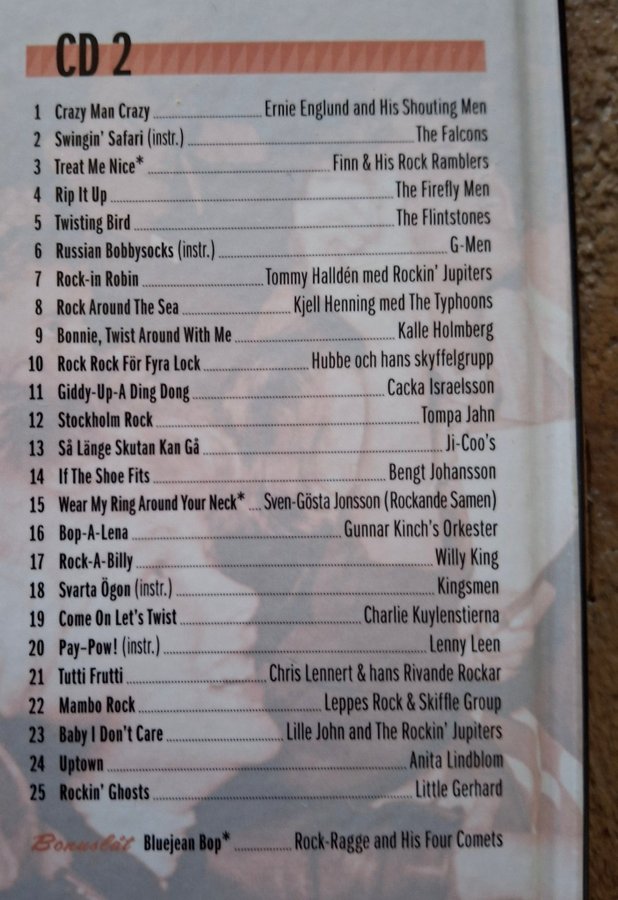 CD 2
1 Crazy Man Crazy Ernie Englund and His Shouting Men
2 Swingin' Safari (instr.) The Falcons
3 Treat Me Nice* Finn & His Rock Ramblers
4 Rip It Up The Firefly Men
5 Twisting Bird The Flintstones
6 Russian Bobbysocks (instr.) G-Men
7 Rock-in Robin Tommy Halldén med Rockin' Jupiters
8 Rock Around The Sea Kjell Henning med The Typhoons
9 Bonnie, Twist Around With Me Kalle Holmberg
10 Rock Rock För Fyra Lock Hubbe och hans skyffelgrupp
11 Giddy-Up-A Ding Dong Cacka Israelsson
12 Stockholm Rock Tompa Jahn
13 Så Länge Skutan Kan Gå Ji-Coo's
14 If The Shoe Fits Bengt Johansson
15 Wear My Ring Around Your Neck* Sven-Gösta Jonsson (Rockande Samen)
16 Bop-A-Lena Gunnar Kinch's Orkester
17 Rock-A-Billy Willy King
18 Svarta Ögon (instr.) Kingsmen
19 Come On Let's Twist Charlie Kuylenstierna
20 Pay-Pow! (instr.) Lenny Leen
21 Tutti Frutti Chris Lennert & hans Rivande Rockar
22 Mambo Rock Leppes Rock & Skiffle Group
23 Baby I Don't Care Lille John and The Rockin' Jupiters
24 Uptown Anita Lindblom
25 Rockin' Ghosts Little Gerhard
Bonuslåt Bluejean Bop* Rock-Ragge and His Four Comets